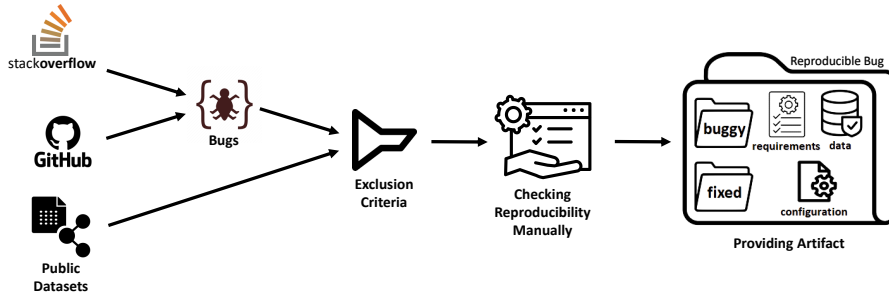 stackoverflow
GitHub
Public
Datasets
Bugs
Exclusion
Criteria
Checking
Reproducibility
Manually
Reproducible Bug
buggy
requirements
data
fixed
configuration
Providing Artifact